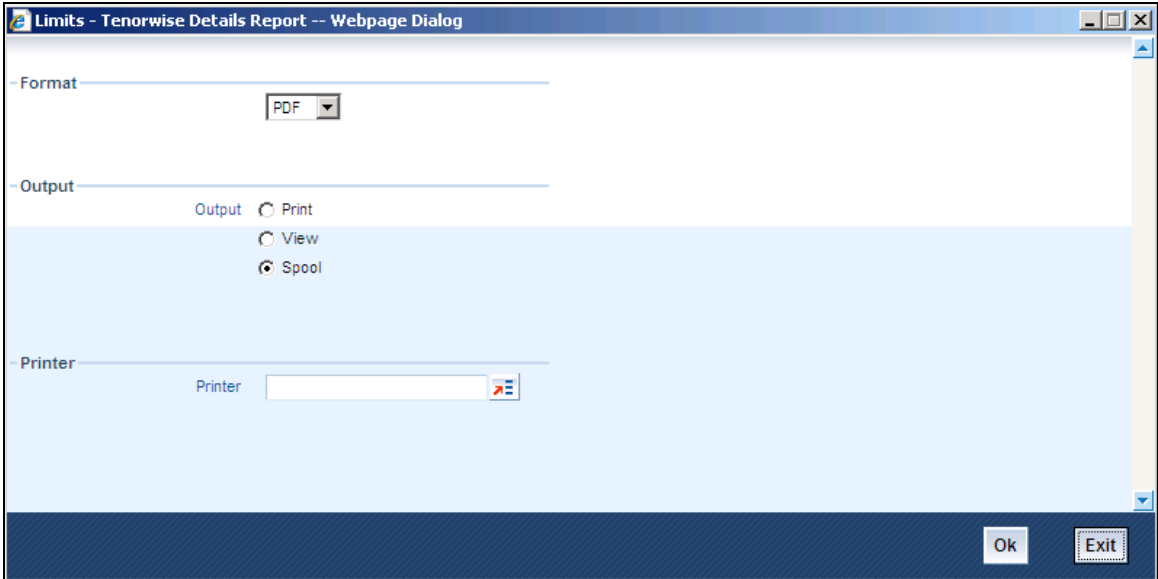 Limits - Tenorwise Details Report -- Webpage Dialog
Format
PDF
Output
Output Print
View
Spool
Printer
Printer
Ok Exit